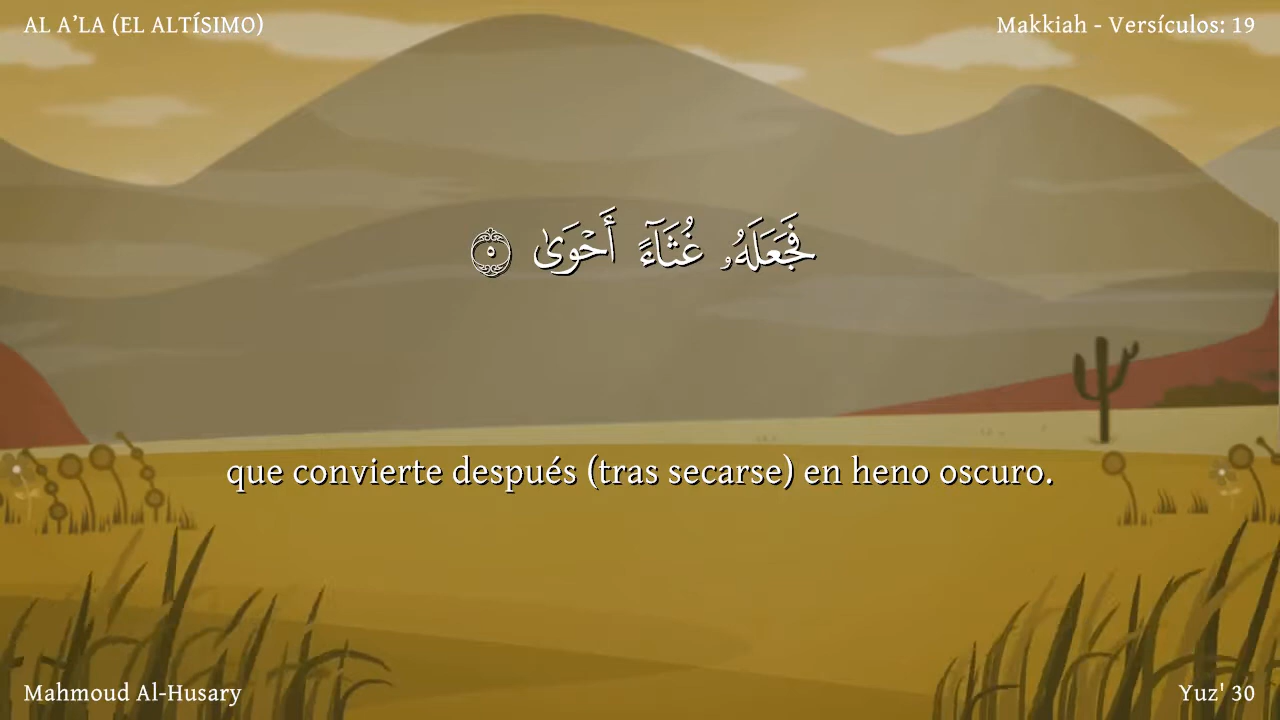 AL A’LA (EL ALTÍSIMO)
Makkiah - Versículos: 19
فَجَعَلَهُۥ غُثَآءً أَحْوَىٰ ٥
que convierte después (tras secarse) en heno oscuro.
Mahmoud Al-Husary
Yuz' 30